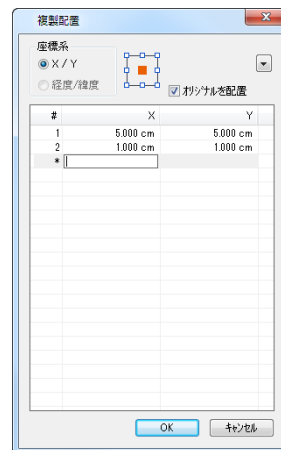 複製配置
座標系
X / Y
経度/緯度
オリジナルを配置
# X Y
1 5.000 cm 5.000 cm
2 1.000 cm 1.000 cm
*
OK キャンセル